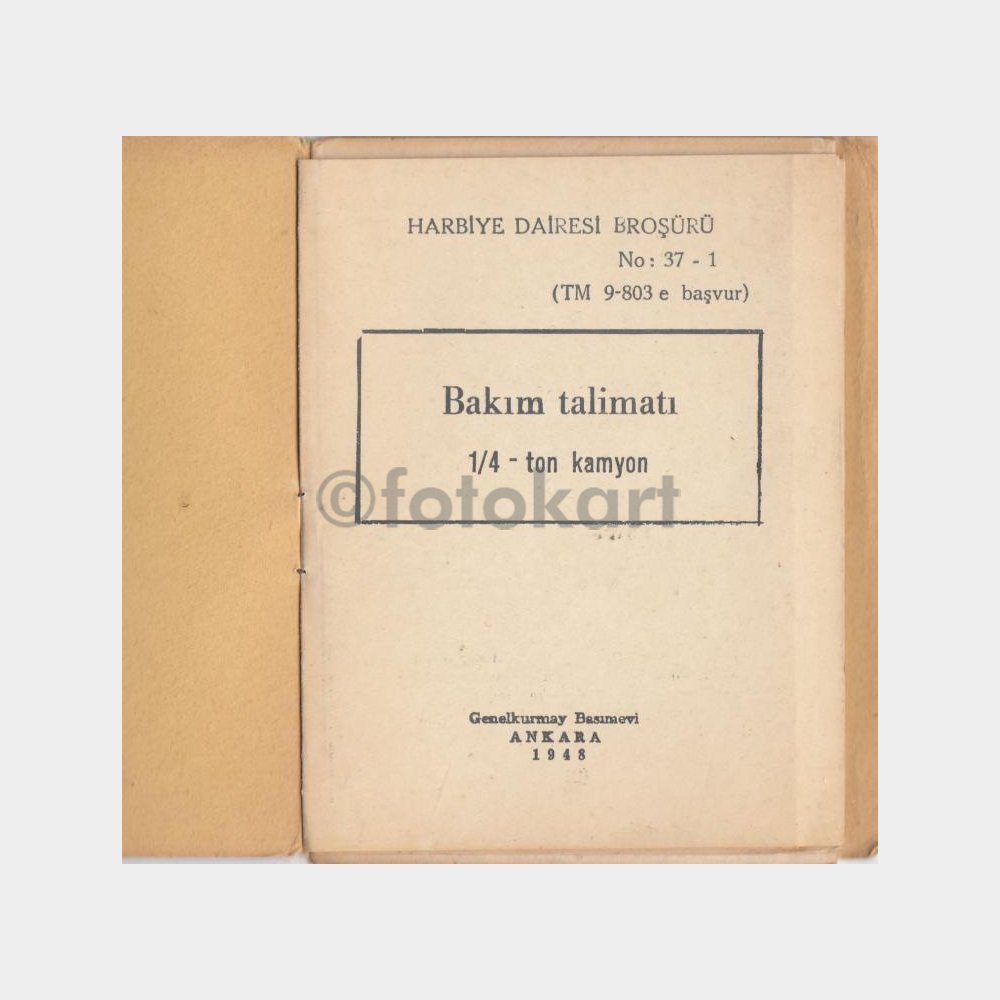 HARBİYE DAİRESİ BROŞÜRÜ
No: 37 - 1
(TM 9-803 e başvur)
Bakım talimatı
1/4 - ton kamyon
©fotokart
Genelkurmay Basımevi
ANKARA
1948